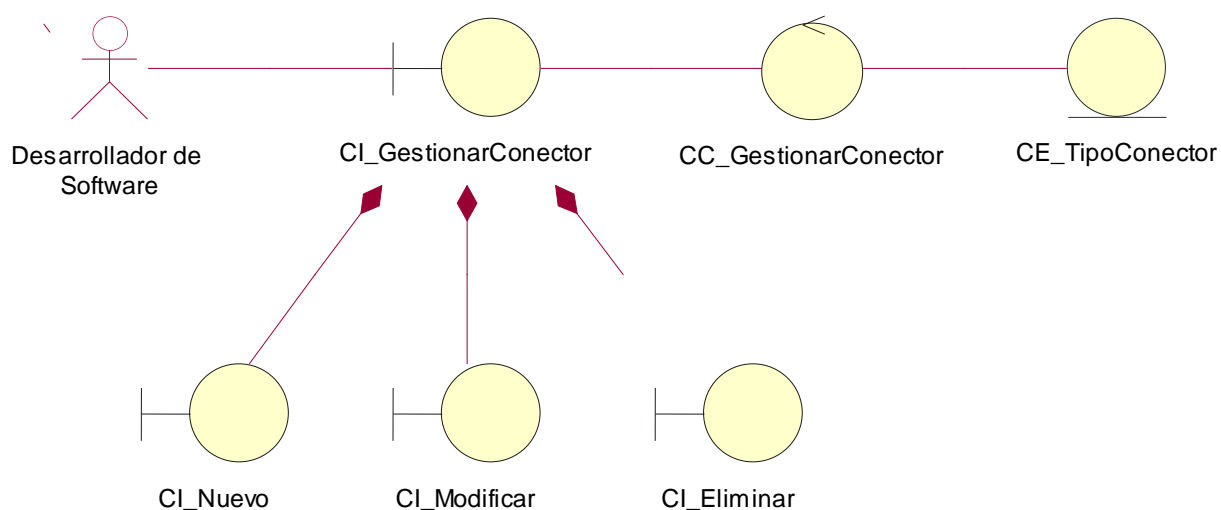 Desarrollador de
Software
CI_GestionarConector
CC_GestionarConector
CE_TipoConector
CI_Nuevo
CI_Modificar
CI_Eliminar